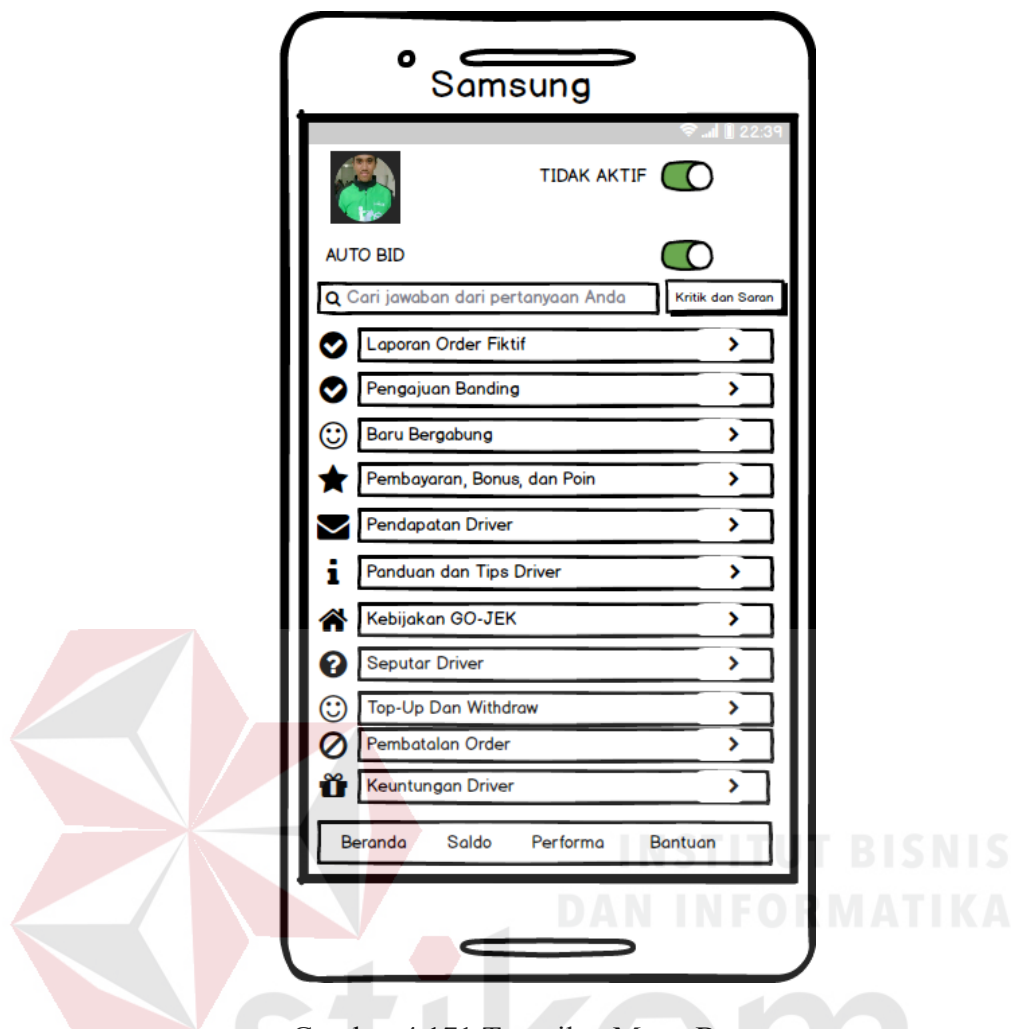 Samsung
22:39
TIDAK AKTIF
AUTO BID
Cari jawaban dari pertanyaan Anda
Kritik dan Saran
Laporan Order Fiktif
Pengajuan Banding
Baru Bergabung
Pembayaran, Bonus, dan Poin
Pendapatan Driver
Panduan dan Tips Driver
Kebijakan GO-JEK
Seputar Driver
Top-Up Dan Withdraw
Pembatalan Order
Keuntungan Driver
Beranda Saldo Performa Bantuan
INSTITUT BISNIS
DAN INFORMATIKA
stikom